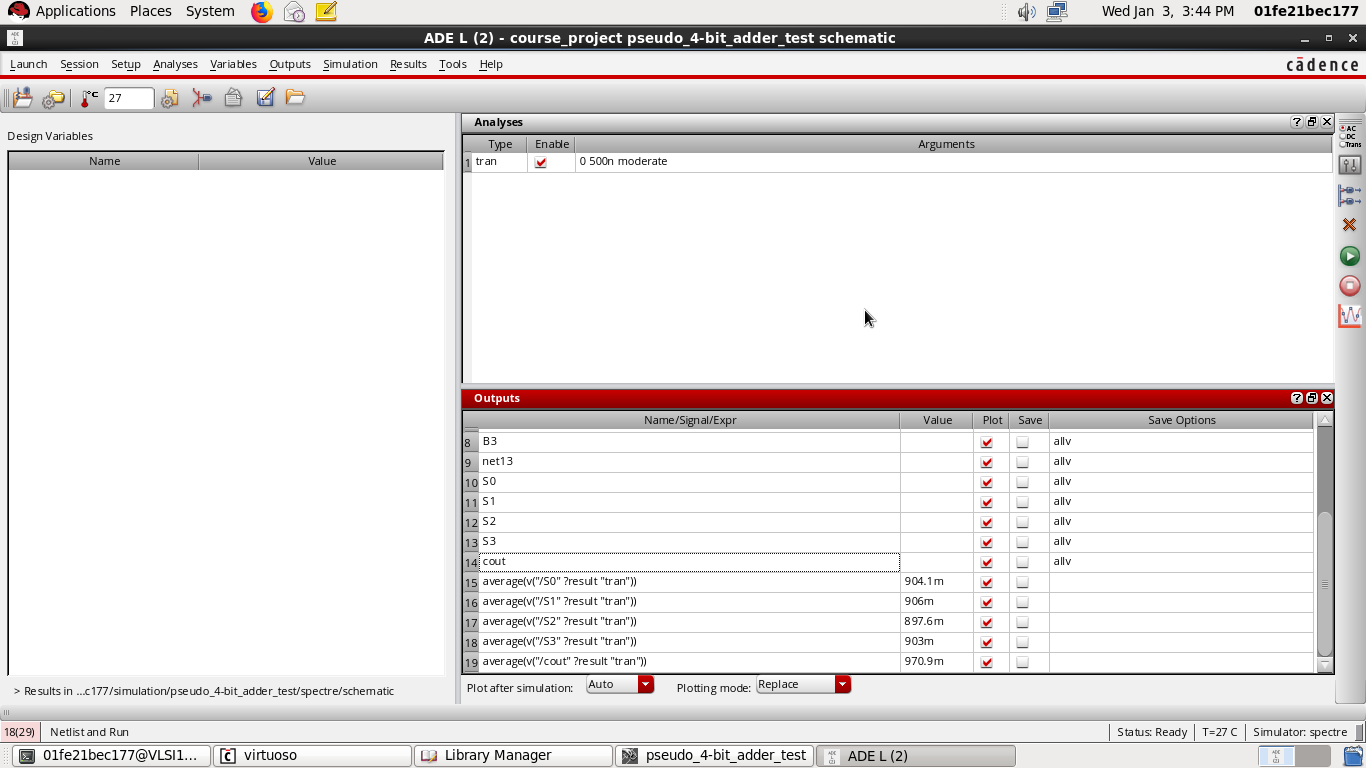 Applications Places System
Wed Jan 3, 3:44 PM 01fe21bec177
ADE L (2) - course_project pseudo_4-bit_adder_test schematic
Launch Session Setup Analyses Variables Outputs Simulation Results Tools Help
cādence
°C 27
Design Variables
Name Value
> Results in ...c177/simulation/pseudo_4-bit_adder_test/spectre/schematic
Analyses
Type Enable Arguments
1 tran 0 500n moderate
AC
DC
Trans
Outputs
Name/Signal/Expr Value Plot Save Save Options
8 B3 allv
9 net13 allv
10 S0 allv
11 S1 allv
12 S2 allv
13 S3 allv
14 cout allv
15 average(v("/S0" ?result "tran")) 904.1m
16 average(v("/S1" ?result "tran")) 906m
17 average(v("/S2" ?result "tran")) 897.6m
18 average(v("/S3" ?result "tran")) 903m
19 average(v("/cout" ?result "tran")) 970.9m
Plot after simulation: Auto Plotting mode: Replace
18(29) Netlist and Run Status: Ready T=27 C Simulator: spectre
01fe21bec177@VLSI1... virtuoso Library Manager pseudo_4-bit_adder_test ADE L (2)